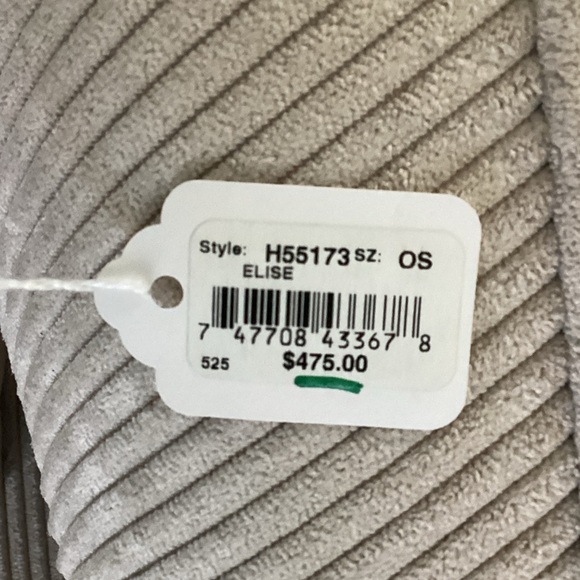 Style: H55173 SZ: OS
ELISE
7 47708 43367 8
525 $475.00